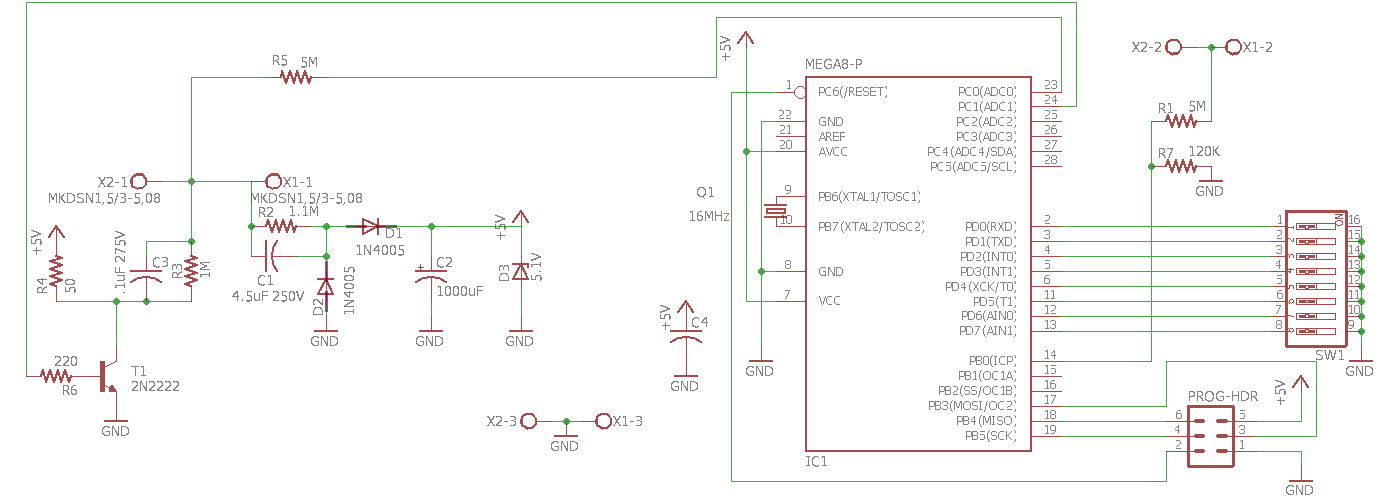 R5
5M
+5V
MEGA8-P
1
PC6(/RESET)
22
GND
21
AREF
20
AVCC
9
PB6(XTAL1/TOSC1)
10
PB7(XTAL2/TOSC2)
8
GND
7
VCC
PC0(ADC0)
23
PC1(ADC1)
24
PC2(ADC2)
25
PC3(ADC3)
26
PC4(ADC4/SDA)
27
PC5(ADC5/SCL)
28
PD0(RXD)
2
PD1(TXD)
3
PD2(INT0)
4
PD3(INT1)
5
PD4(XCK/T0)
6
PD5(T1)
11
PD6(AIN0)
12
PD7(AIN1)
13
PB0(ICP)
14
PB1(OC1A)
15
PB2(SS/OC1B)
16
PB3(MOSI/OC2)
17
PB4(MISO)
18
PB5(SCK)
19
IC1
Q1
16MHz
GND
X2-2
X1-2
R1
5M
R7
120K
GND
X2-1
MKDSN1,5/3-5,08
X1-1
MKDSN1,5/3-5,08
R2
1.1M
C1
4.5uF 250V
+5V
R4
50
C3
.1uF 275V
R3
1M
D1
1N4005
D2
1N4005
GND
C2
+
1000uF
GND
+5V
D3
5.1V
GND
220
R6
T1
2N2222
GND
+5V
C4
GND
X2-3
X1-3
GND
ON
1
2
3
4
5
6
7
8
1
2
3
4
5
6
7
8
16
15
14
13
12
11
10
9
SW1
GND
PROG-HDR
6
4
2
5
3
1
+5V
GND